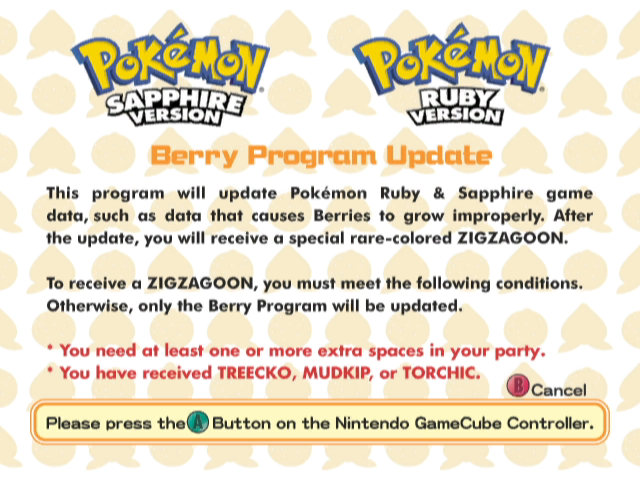 POKÉMON
SAPPHIRE
VERSION
POKÉMON
RUBY
VERSION
Berry Program Update
This program will update Pokémon Ruby & Sapphire game
data, such as data that causes Berries to grow improperly. After
the update, you will receive a special rare-colored ZIGZAGOON.
To receive a ZIGZAGOON, you must meet the following conditions.
Otherwise, only the Berry Program will be updated.
* You need at least one or more extra spaces in your party.
* You have received TREECKO, MUDKIP, or TORCHIC.
B Cancel
Please press the A Button on the Nintendo GameCube Controller.